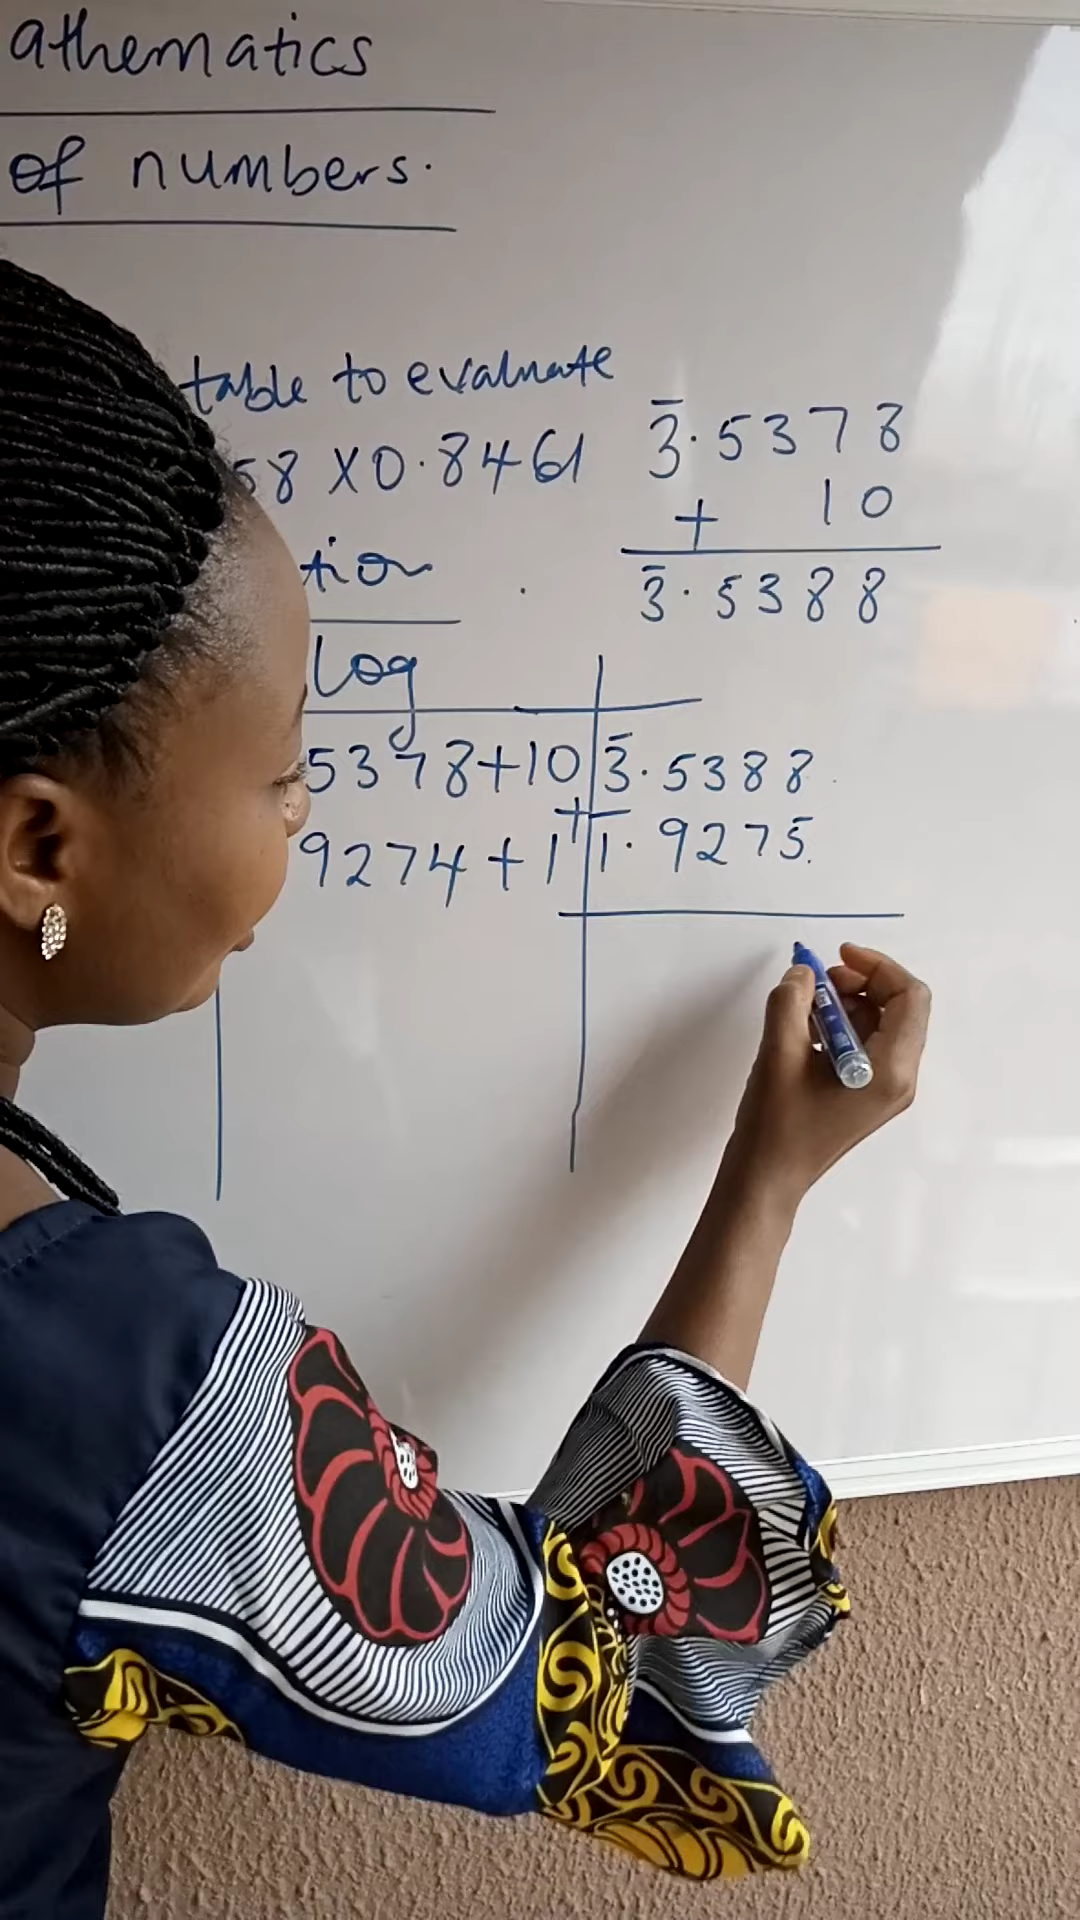 athematics
of numbers.
table to evaluate
58 X 0.8461
tion
log
5378+10 | 3̄.5388
9274+1 + 1̄.9275
3̄.5378
+ 10
3̄.5388